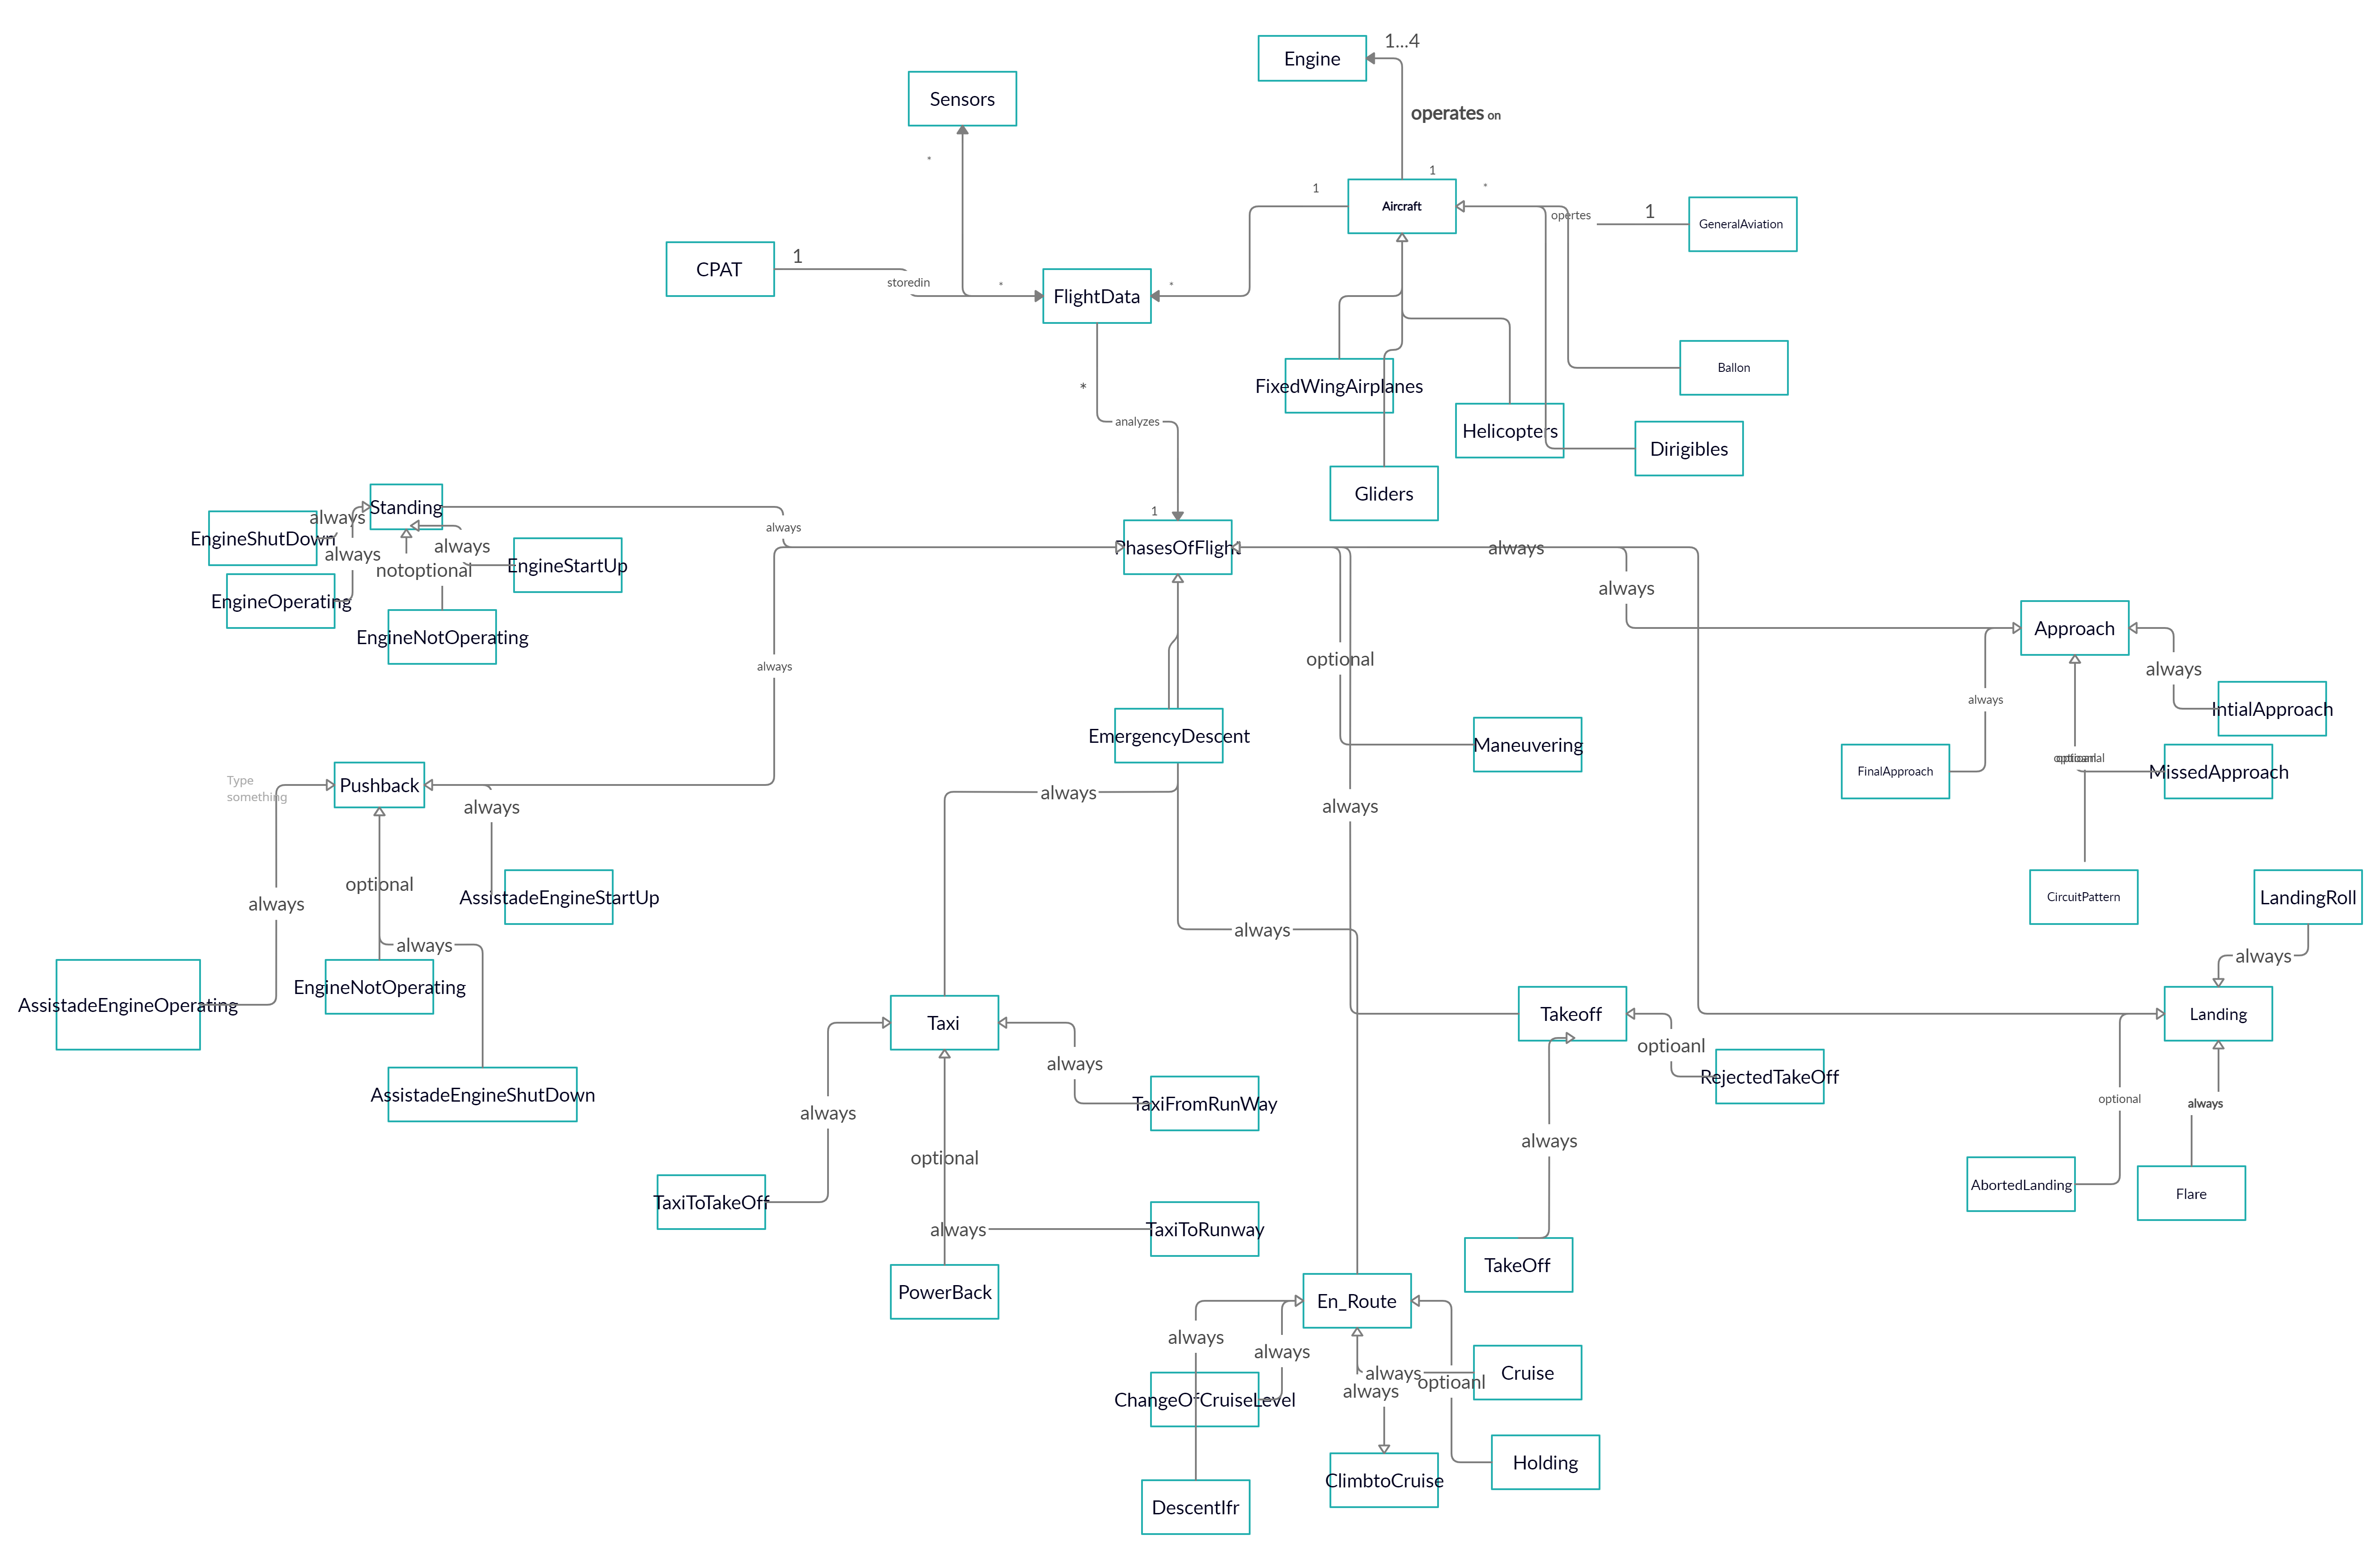 1...4
Engine
Sensors
operates on
*
1
1
*
opertes
1
GeneralAviation
Aircraft
CPAT
1
storedin
*
FlightData
*
Ballon
*
FixedWingAirplanes
analyzes
Helicopters
Dirigibles
Gliders
Standing
always
EngineShutDown
always
always
notoptional
EngineStartUp
EngineOperating
EngineNotOperating
always
1
PhasesOfFlight
always
always
Approach
optional
always
always
IntialApproach
always
EmergencyDescent
Maneuvering
FinalApproach
MissedApproach
Type
something
Pushback
always
always
always
optional
always
AssistadeEngineStartUp
CircuitPattern
LandingRoll
always
always
always
AssistadeEngineOperating
EngineNotOperating
Taxi
Takeoff
Landing
optioanl
always
RejectedTakeOff
AssistadeEngineShutDown
TaxiFromRunWay
always
optional
always
always
optional
AbortedLanding
Flare
TaxiToTakeOff
always
TaxiToRunway
TakeOff
PowerBack
En_Route
always
always
always
Cruise
optioanl
always
ChangeOfCruiseLevel
Holding
ClimbtoCruise
DescentIfr